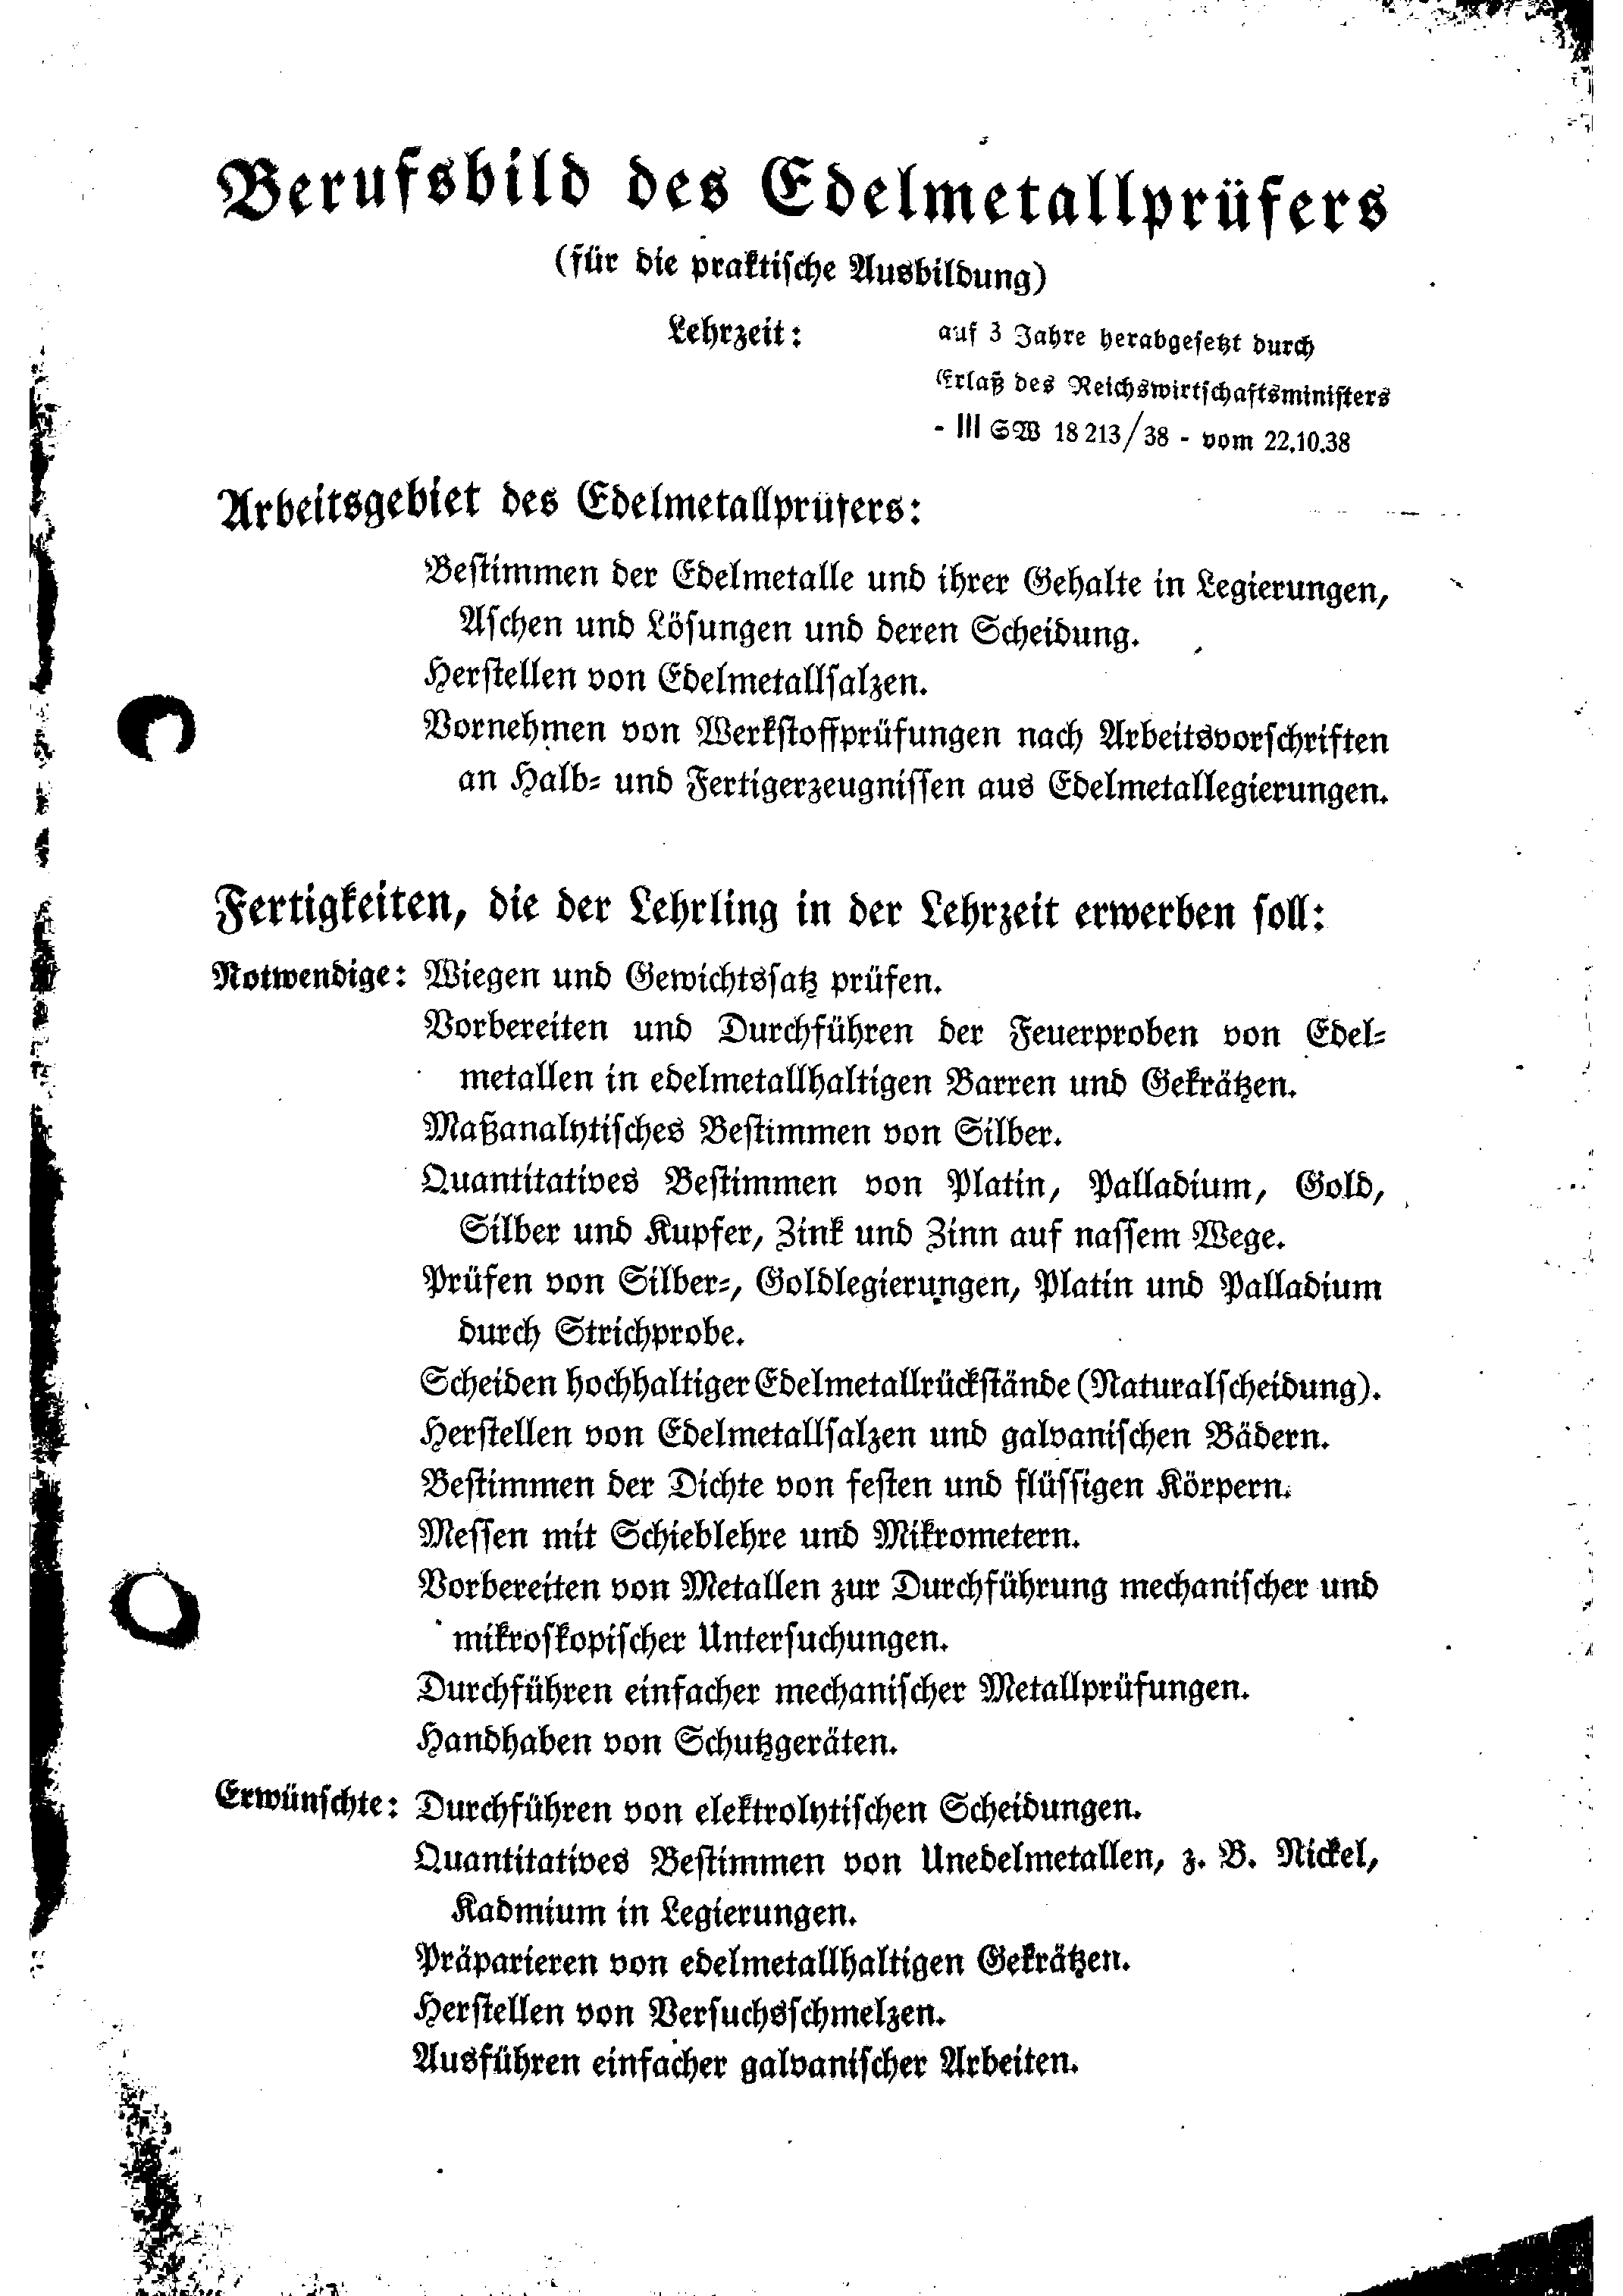 Berufsbild des Edelmetallprüfers
(für die praktische Ausbildung)
Lehrzeit: auf 3 Jahre herabgesetzt durch
Erlaß des Reichswirtschaftsministers
- III SW 18 213/38 - vom 22.10.38
Arbeitsgebiet des Edelmetallprüfers:
Bestimmen der Edelmetalle und ihrer Gehalte in Legierungen,
Aschen und Lösungen und deren Scheidung.
Herstellen von Edelmetallsalzen.
Vornehmen von Werkstoffprüfungen nach Arbeitsvorschriften
an Halb- und Fertigerzeugnissen aus Edelmetallegierungen.
Fertigkeiten, die der Lehrling in der Lehrzeit erwerben soll:
Notwendige: Wiegen und Gewichtssatz prüfen.
Vorbereiten und Durchführen der Feuerproben von Edel-
metallen in edelmetallhaltigen Barren und Gekrätzen.
Maßanalytisches Bestimmen von Silber.
Quantitatives Bestimmen von Platin, Palladium, Gold,
Silber und Kupfer, Zink und Zinn auf nassem Wege.
Prüfen von Silber-, Goldlegierungen, Platin und Palladium
durch Strichprobe.
Scheiden hochhaltiger Edelmetallrückstände (Naturalscheidung).
Herstellen von Edelmetallsalzen und galvanischen Bädern.
Bestimmen der Dichte von festen und flüssigen Körpern.
Messen mit Schieblehre und Mikrometern.
Vorbereiten von Metallen zur Durchführung mechanischer und
mikroskopischer Untersuchungen.
Durchführen einfacher mechanischer Metallprüfungen.
Handhaben von Schutzgeräten.
Erwünschte: Durchführen von elektrolytischen Scheidungen.
Quantitatives Bestimmen von Unedelmetallen, z. B. Nickel,
Kadmium in Legierungen.
Präparieren von edelmetallhaltigen Gekrätzen.
Herstellen von Versuchsschmelzen.
Ausführen einfacher galvanischer Arbeiten.